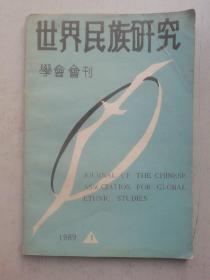 世界民族研究
學會會刊
JOURNAL OF THE CHINESE
ASSOCIATION FOR GLOBAL
ETHNIC STUDIES
1989 1